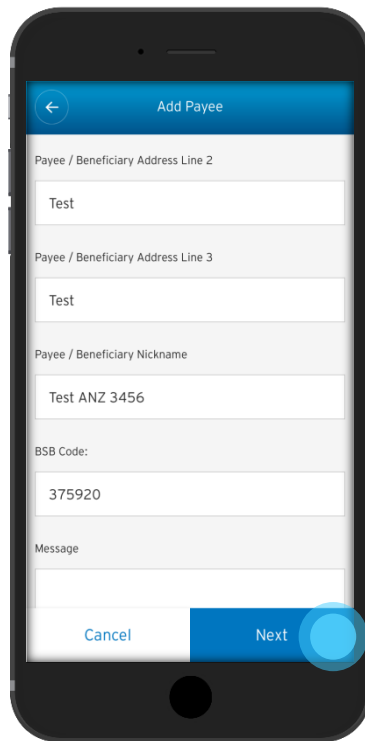 Add Payee
Payee / Beneficiary Address Line 2
Test
Payee / Beneficiary Address Line 3
Test
Payee / Beneficiary Nickname
Test ANZ 3456
BSB Code:
375920
Message
Cancel Next